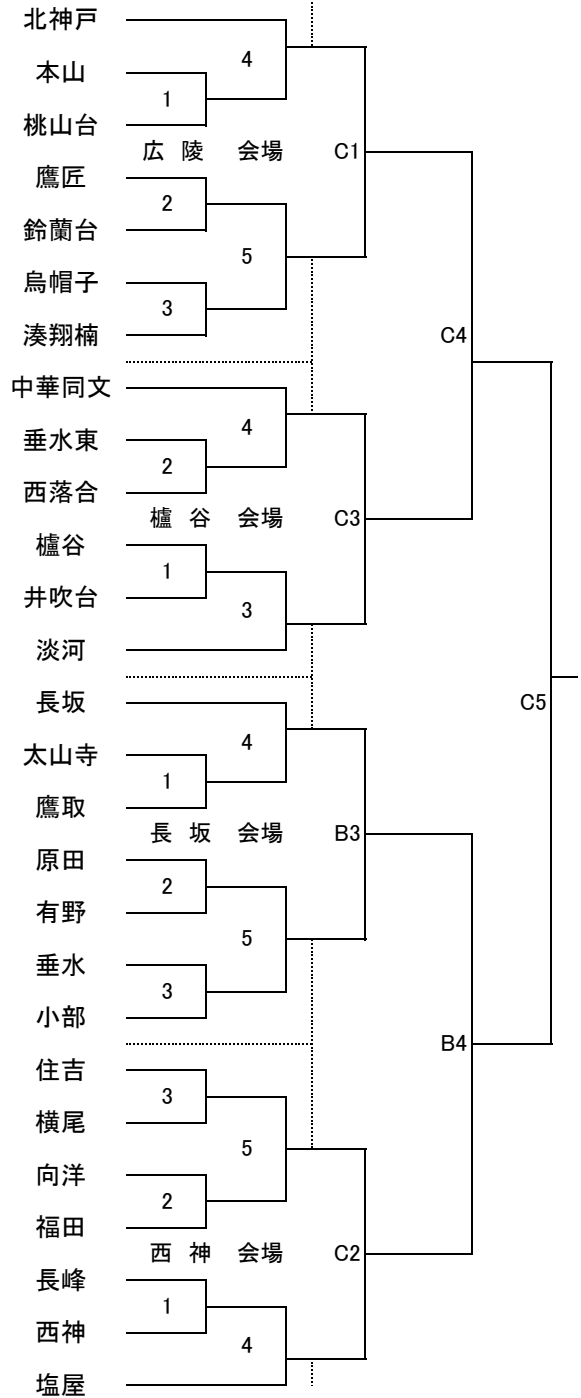 北神戸
4
本山
1
桃山台
広 陵 会場 C1
鷹匠
2
鈴蘭台
5
烏帽子
3
湊翔楠
C4
中華同文
4
垂水東
2
西落合
櫨 谷 会場 C3
櫨谷
1
井吹台
3
淡河
長坂 C5
4
太山寺
1
鷹取
長 坂 会場 B3
原田
2
有野
5
垂水
3
小部
B4
住吉
3
横尾
5
向洋
2
福田
西 神 会場 C2
長峰
1
西神
4
塩屋